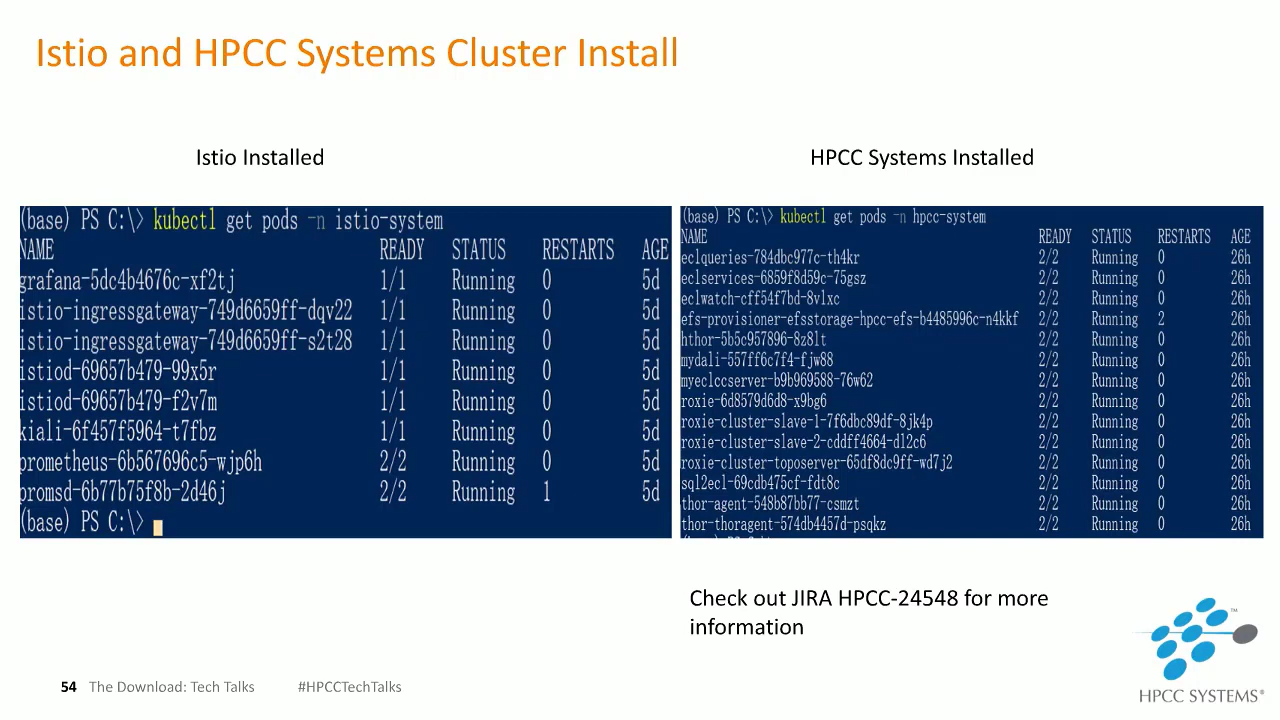 Istio and HPCC Systems Cluster Install
Istio Installed
(base) PS C:\> kubectl get pods -n istio-system
NAME READY STATUS RESTARTS AGE
grafana-5dc4b4676c-xf2tj 1/1 Running 0 5d
istio-ingressgateway-749d6659ff-dqv22 1/1 Running 0 5d
istio-ingressgateway-749d6659ff-s2t28 1/1 Running 0 5d
istiod-69657b479-99x5r 1/1 Running 0 5d
istiod-69657b479-f2v7m 1/1 Running 0 5d
kiali-6f457f5964-t7fbz 1/1 Running 0 5d
prometheus-6b567696c5-wjp6h 2/2 Running 0 5d
promsd-6b77b75f8b-2d46j 2/2 Running 1 5d
(base) PS C:\>
HPCC Systems Installed
(base) PS C:\> kubectl get pods -n hpcc-system
NAME READY STATUS RESTARTS AGE
eclqueries-784dbc977c-th4kr 2/2 Running 0 26h
eclservices-6859f8d59c-75gsz 2/2 Running 0 26h
eclwatch-cff54f7bd-8vlxc 2/2 Running 0 26h
efs-provisioner-efsstorage-hpcc-efs-b4485996c-n4kkf 2/2 Running 2 26h
hthor-5b5c957896-8z8lt 2/2 Running 0 26h
mydali-557ff6c7f4-fjw88 2/2 Running 0 26h
myeclccserver-b9b969588-76w62 2/2 Running 0 26h
roxie-6d8579d6d8-x9bg6 2/2 Running 0 26h
roxie-cluster-slave-1-7f6dbc89df-8jk4p 2/2 Running 0 26h
roxie-cluster-slave-2-cddff4664-dl2c6 2/2 Running 0 26h
roxie-cluster-toposerver-65df8dc9ff-wd7j2 2/2 Running 0 26h
sql2ecl-69cdb475cf-fdt8c 2/2 Running 0 26h
thor-agent-548b87bb77-csmzt 2/2 Running 0 26h
thor-thoragent-574db4457d-psqkz 2/2 Running 0 26h
Check out JIRA HPCC-24548 for more
information
54 The Download: Tech Talks #HPCCTechTalks
HPCC SYSTEMS®